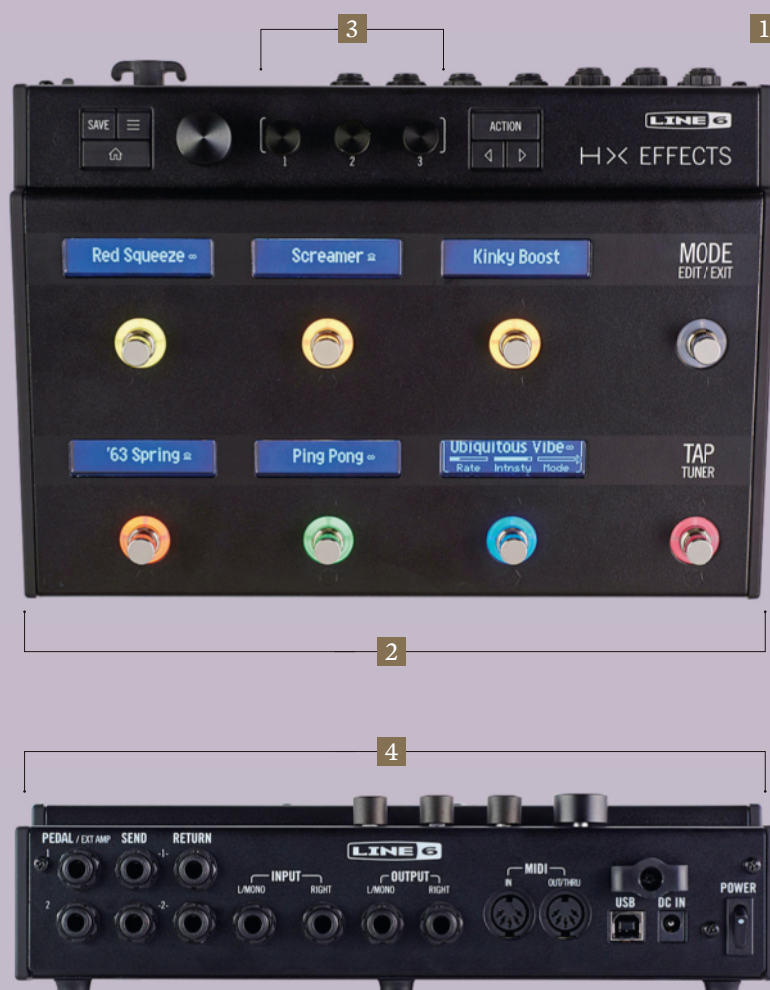 3
1
SAVE
ACTION
LINE 6
1 2 3
HX EFFECTS
Red Squeeze ∞
Screamer
Kinky Boost
MODE
EDIT / EXIT
'63 Spring
Ping Pong ∞
Ubiquitous Vibe ∞
Rate Intnsty Mode
TAP
TUNER
2
4
PEDAL / EXT AMP SEND RETURN
1 -1-
LINE 6
INPUT OUTPUT MIDI
L/MONO RIGHT L/MONO RIGHT IN OUT/THRU
USB DC IN POWER
2 -2-